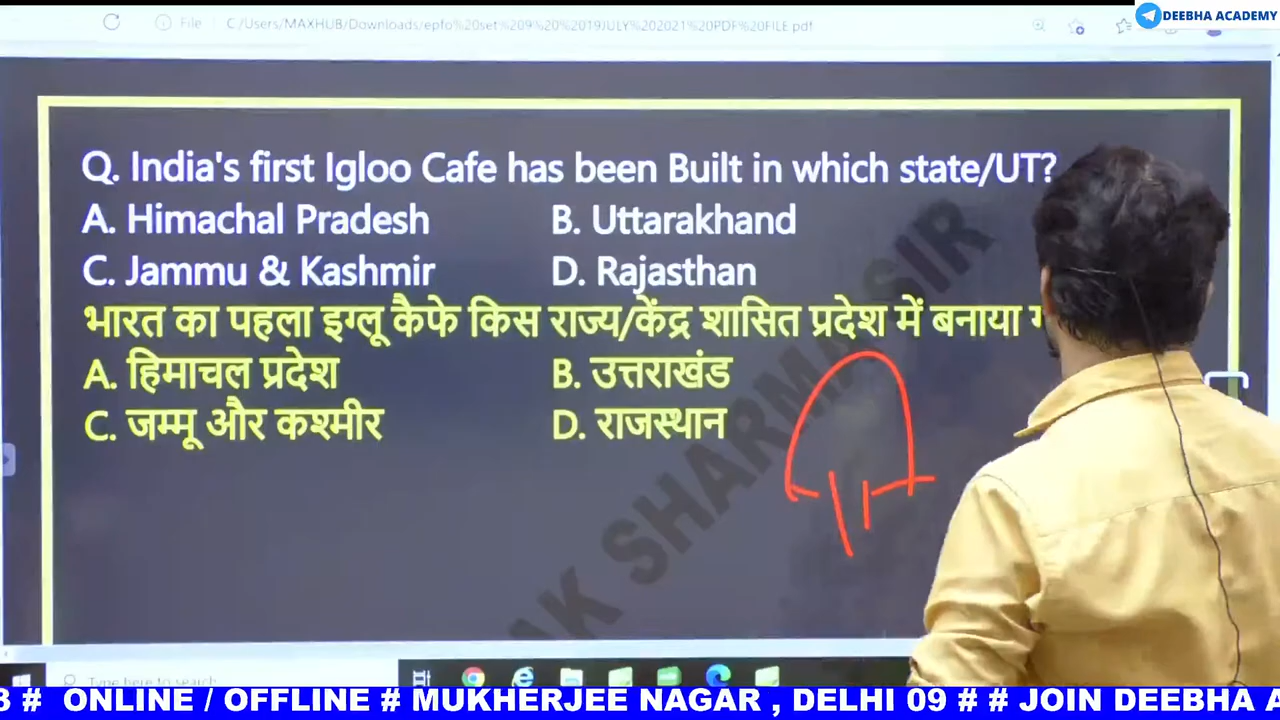 DEEBHA ACADEMY
File C:/Users/MAXHUB/Downloads/epfo%20set%209%20%2019JULY%202021%20PDF%20FILE.pdf
Q. India's first Igloo Cafe has been Built in which state/UT?
A. Himachal Pradesh B. Uttarakhand
C. Jammu & Kashmir D. Rajasthan
भारत का पहला इग्लू कैफे किस राज्य/केंद्र शासित प्रदेश में बनाया
A. हिमाचल प्रदेश B. उत्तराखंड
C. जम्मू और कश्मीर D. राजस्थान
AK SHARMA SIR
Type here to search
3 # ONLINE / OFFLINE # MUKHERJEE NAGAR , DELHI 09 # # JOIN DEEBHA A